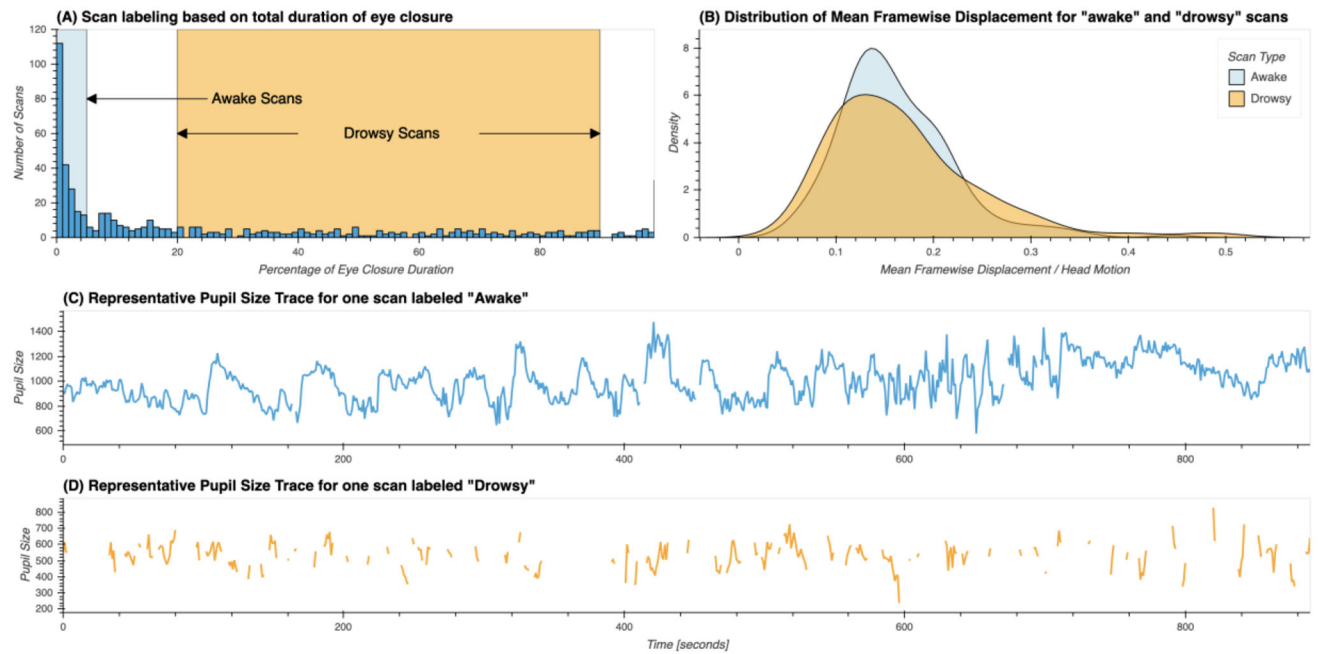 (A) Scan labeling based on total duration of eye closure
120
100
80
60
40
20
0
Number of Scans
Awake Scans
Drowsy Scans
0 20 40 60 80
Percentage of Eye Closure Duration
(B) Distribution of Mean Framewise Displacement for "awake" and "drowsy" scans
8
6
4
2
0
Density
Scan Type
Awake
Drowsy
0 0.1 0.2 0.3 0.4 0.5
Mean Framewise Displacement / Head Motion
(C) Representative Pupil Size Trace for one scan labeled "Awake"
1400
1200
1000
800
600
Pupil Size
0 200 400 600 800
(D) Representative Pupil Size Trace for one scan labeled "Drowsy"
800
700
600
500
400
300
200
Pupil Size
0 200 400 600 800
Time [seconds]